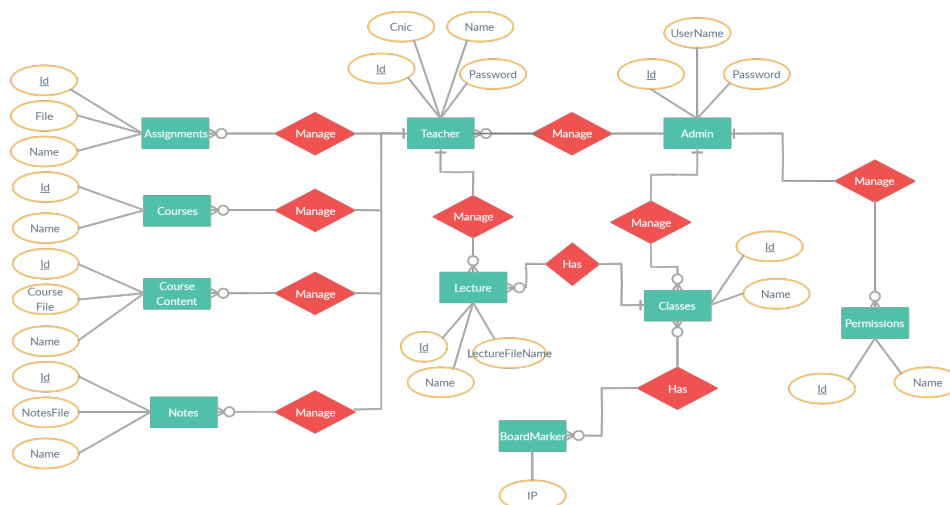 Cnic
Name
UserName
Id
Password
Id
Password
Id
File
Name
Assignments
Manage
Teacher
Manage
Admin
Manage
Id
Courses
Manage
Name
Manage
Manage
Id
Has
Id
Course
File
Course
Content
Manage
Lecture
Classes
Name
Name
Permissions
Id
LectureFileName
Name
Id
Name
Id
NotesFile
Notes
Manage
Has
Name
BoardMarker
IP